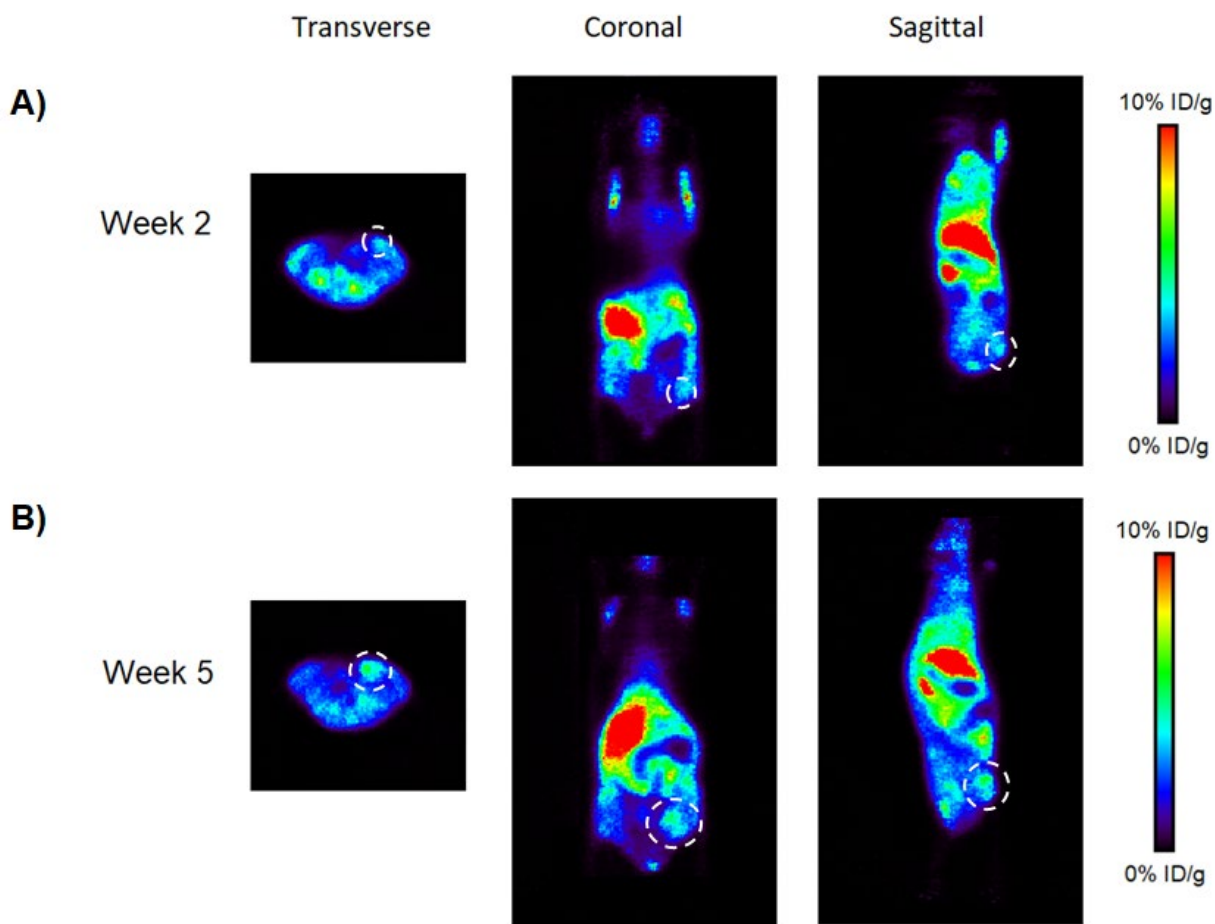 Transverse
Coronal
Sagittal
A)
Week 2
10% ID/g
0% ID/g
B)
Week 5
10% ID/g
0% ID/g